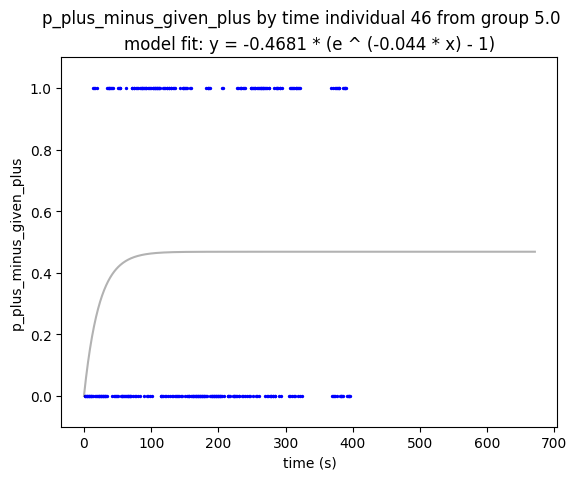 p_plus_minus_given_plus by time individual 46 from group 5.0
model fit: y = -0.4681 * (e ^ (-0.044 * x) - 1)
p_plus_minus_given_plus
1.0
0.8
0.6
0.4
0.2
0.0
0 100 200 300 400 500 600 700
time (s)